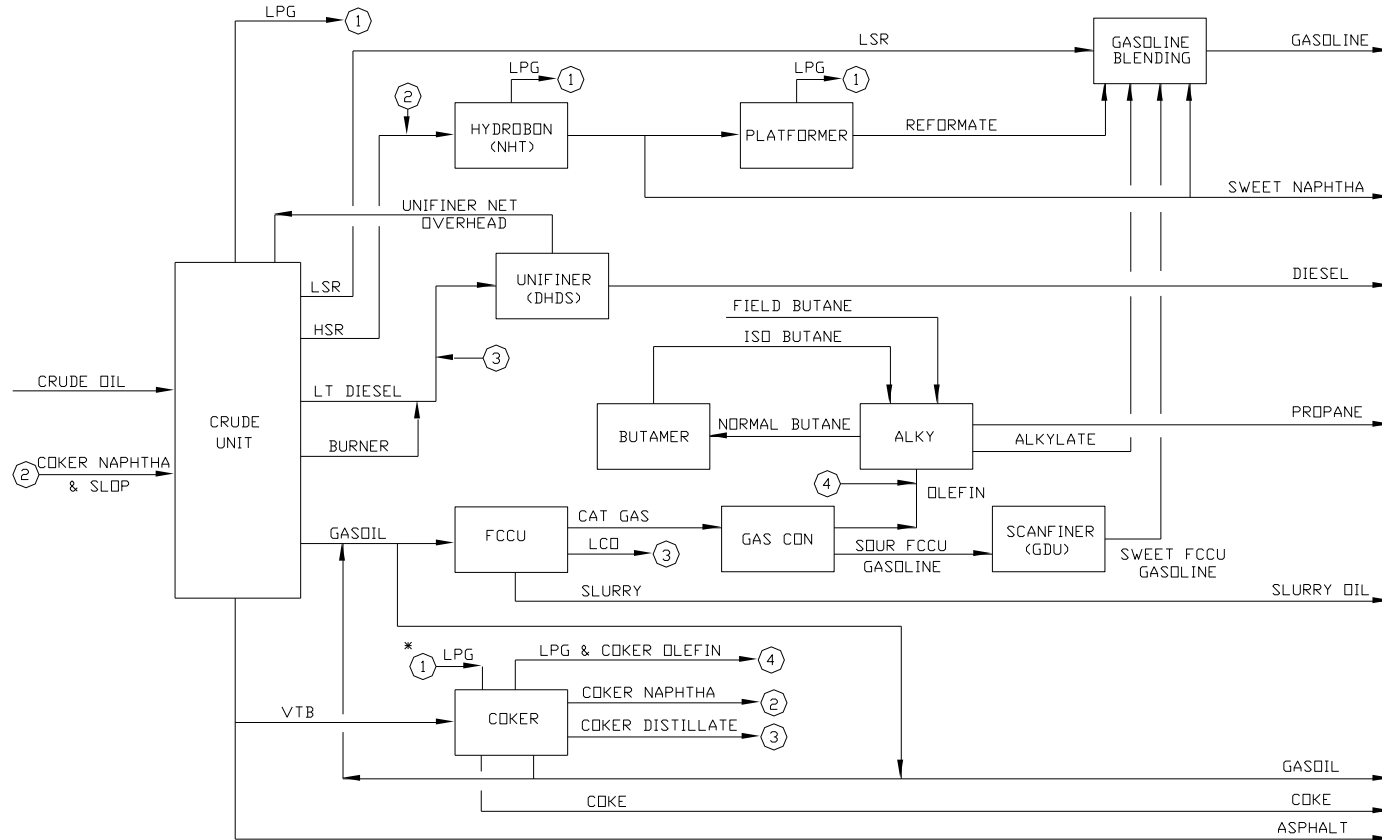 LPG
1
LSR
GASOLINE
BLENDING
GASOLINE
LPG
1
LPG
1
2
HYDROBON
(NHT)
PLATFORMER
REFORMATE
SWEET NAPHTHA
UNIFINER NET
OVERHEAD
UNIFINER
(DHDS)
DIESEL
LSR
FIELD BUTANE
HSR
ISO BUTANE
3
CRUDE OIL
LT DIESEL
CRUDE
UNIT
BUTAMER
NORMAL BUTANE
ALKY
PROPANE
BURNER
ALKYLATE
2
COKER NAPHTHA
& SLOP
4
OLEFIN
GASOIL
FCCU
CAT GAS
LCO
3
GAS CON
SOUR FCCU
GASOLINE
SCANFINER
(GDU)
SWEET FCCU
GASOLINE
SLURRY
SLURRY OIL
*
1
LPG
LPG & COKER OLEFIN
4
VTB
COKER
COKER NAPHTHA
2
COKER DISTILLATE
3
GASOIL
COKE
COKE
ASPHALT